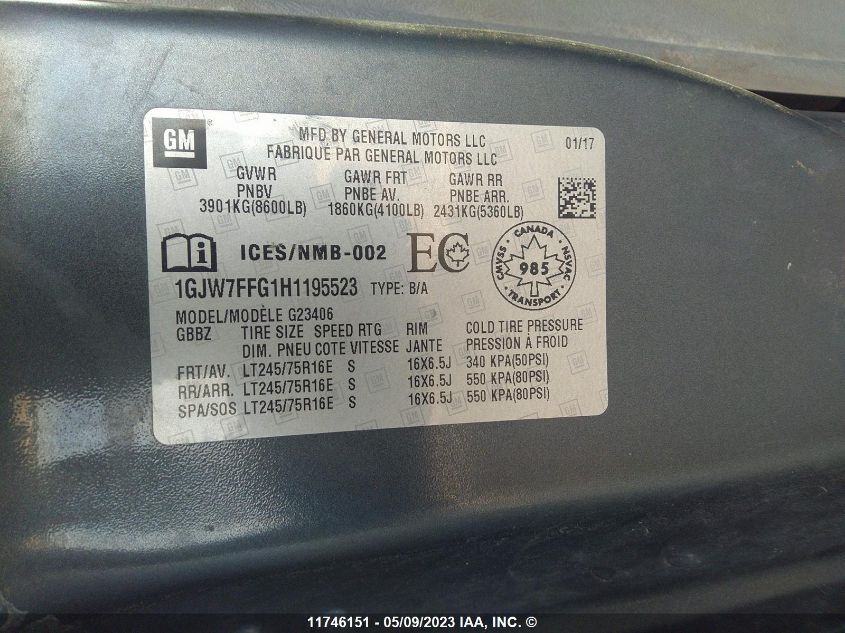 GM
MFD BY GENERAL MOTORS LLC
01/17
FABRIQUÉ PAR GENERAL MOTORS LLC
GVWR GAWR FRT GAWR RR
PNBV PNBE AV. PNBE ARR.
3901KG(8600LB) 1860KG(4100LB) 2431KG(5360LB)
ICES/NMB-002 EC
CANADA
CMVSS 985 NSVAC
TRANSPORT
1GJW7FFG1H1195523 TYPE: B/A
MODEL/MODÈLE G23406
GBBZ TIRE SIZE SPEED RTG RIM COLD TIRE PRESSURE
DIM. PNEU COTE VITESSE JANTE PRESSION À FROID
FRT/AV. LT245/75R16E S 16X6.5J 340 KPA(50PSI)
RR/ARR. LT245/75R16E S 16X6.5J 550 KPA(80PSI)
SPA/SOS LT245/75R16E S 16X6.5J 550 KPA(80PSI)
11746151 - 05/09/2023 IAA, INC. ©